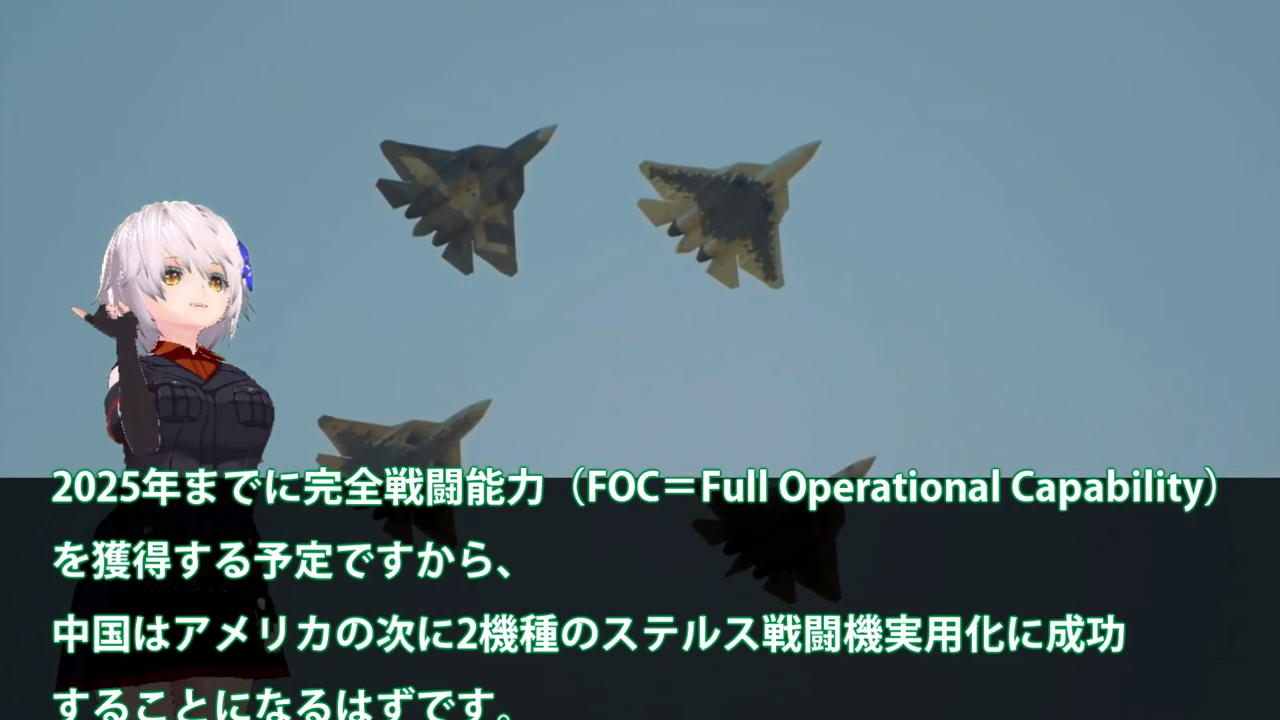 2025年までに完全戦闘能力（FOC＝Full Operational Capability）
を獲得する予定ですから、
中国はアメリカの次に2機種のステルス戦闘機実用化に成功
することになるはずです。